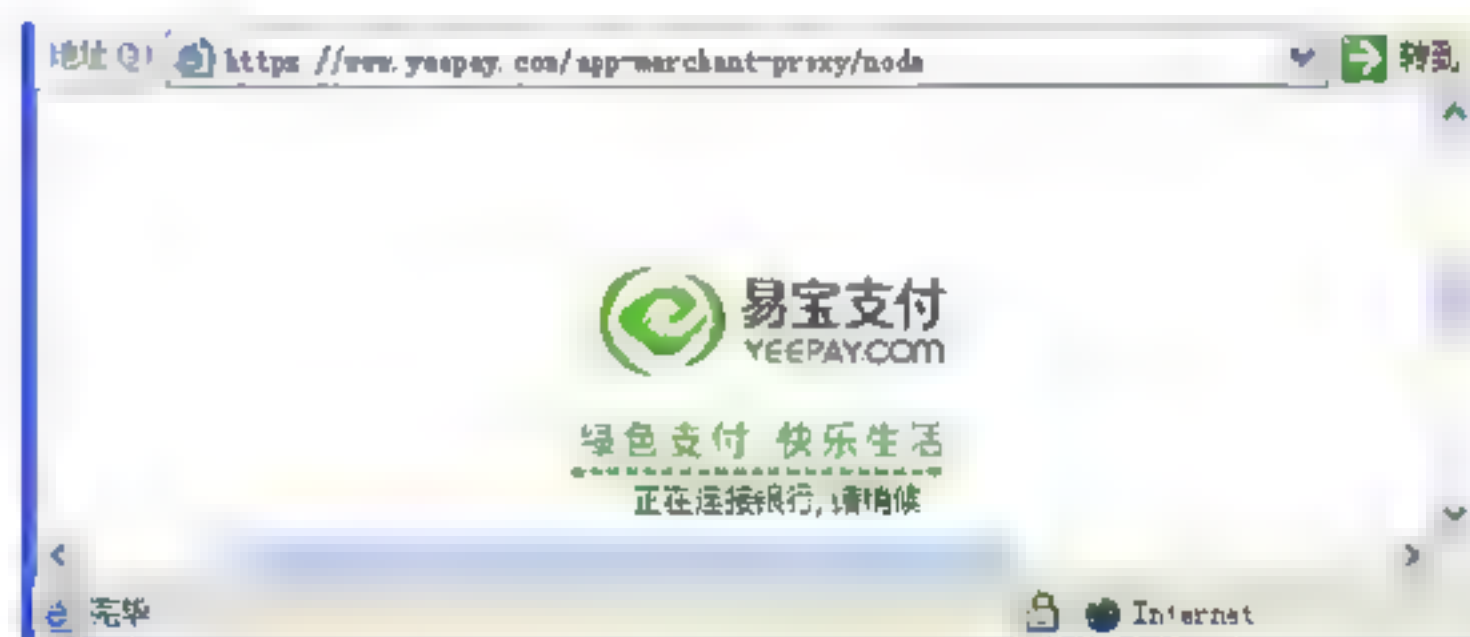 地址(D) https://www.yeepay.com/app-merchant-proxy/node 转到
易宝支付
YEEPAY.COM
绿色支付 快乐生活
正在连接银行,请稍候
完毕 Internet